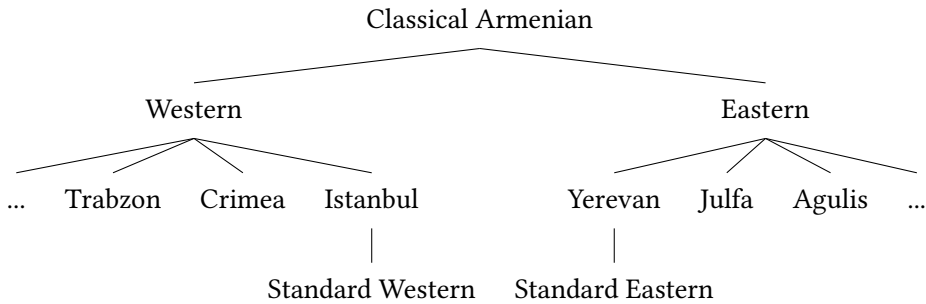 Classical Armenian
Western Eastern
... Trabzon Crimea Istanbul Yerevan Julfa Agulis ...
Standard Western Standard Eastern